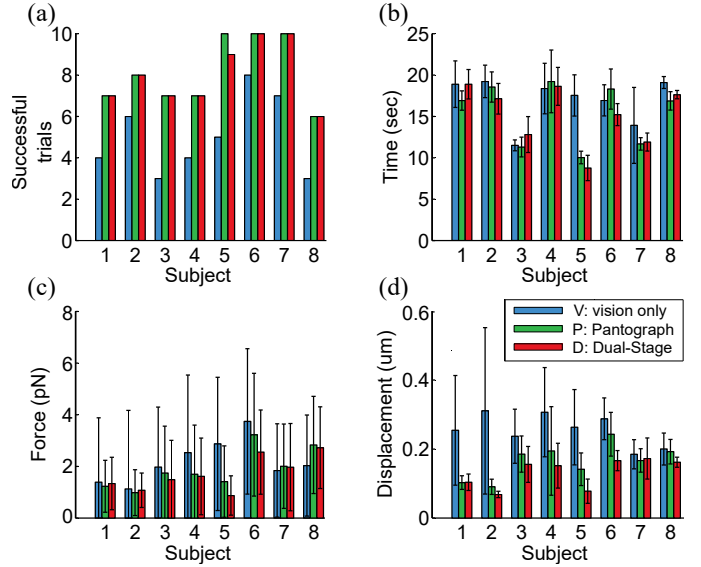 (a)
10
8
6
4
2
0
Successful
trials
1 2 3 4 5 6 7 8
Subject
(b)
25
20
15
10
5
0
Time (sec)
1 2 3 4 5 6 7 8
Subject
(c)
8
6
4
2
0
Force (pN)
1 2 3 4 5 6 7 8
Subject
(d)
0.6
0.4
0.2
0
Displacement (um)
V: vision only
P: Pantograph
D: Dual-Stage
1 2 3 4 5 6 7 8
Subject